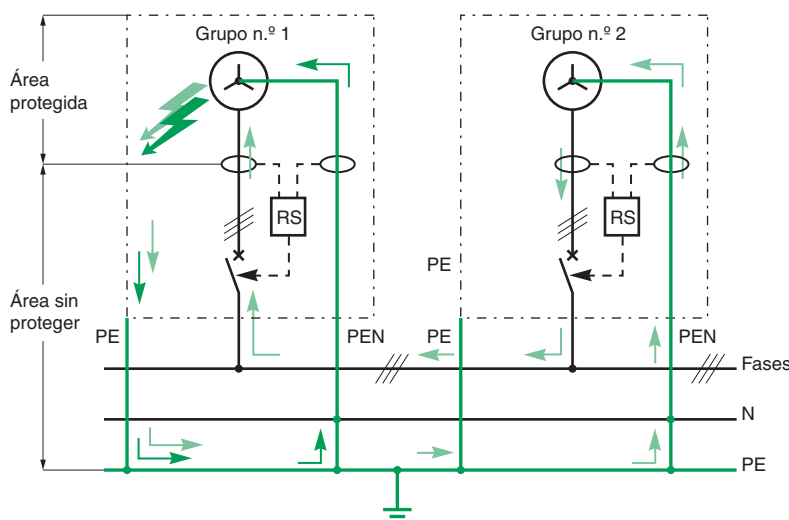 Grupo n.º 1
Grupo n.º 2
Área
protegida
RS
RS
PE
Área sin
proteger
PE
PEN
PE
PEN
Fases
N
PE